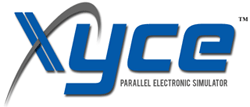 Xyce™
PARALLEL ELECTRONIC SIMULATOR